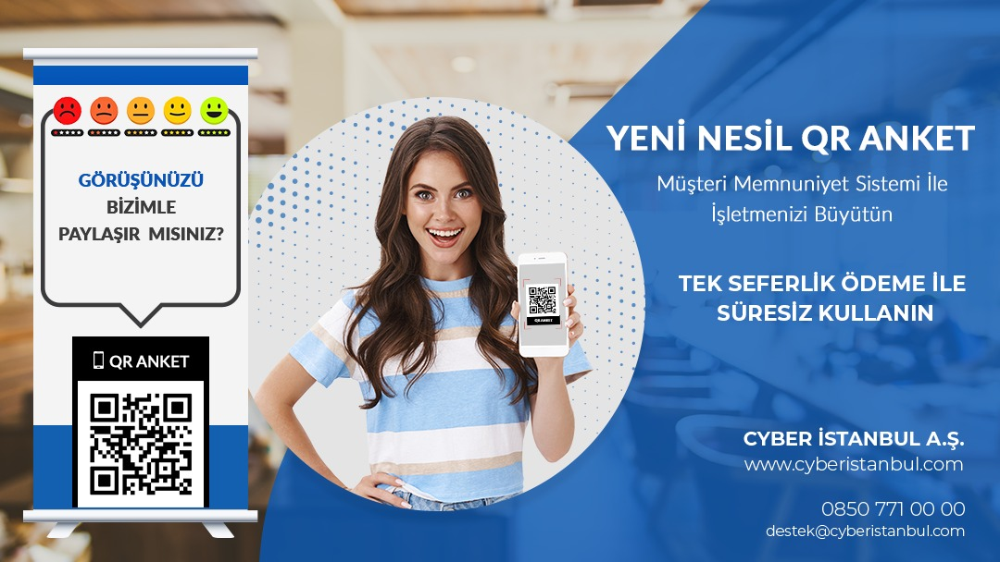 GÖRÜŞÜNÜZÜ
BİZİMLE
PAYLAŞIR MISINIZ?
QR ANKET
QR ANKET
YENİ NESİL QR ANKET
Müşteri Memnuniyet Sistemi İle
İşletmenizi Büyütün
TEK SEFERLİK ÖDEME İLE
SÜRESİZ KULLANIN
CYBER İSTANBUL A.Ş.
www.cyberistanbul.com
0850 771 00 00
destek@cyberistanbul.com